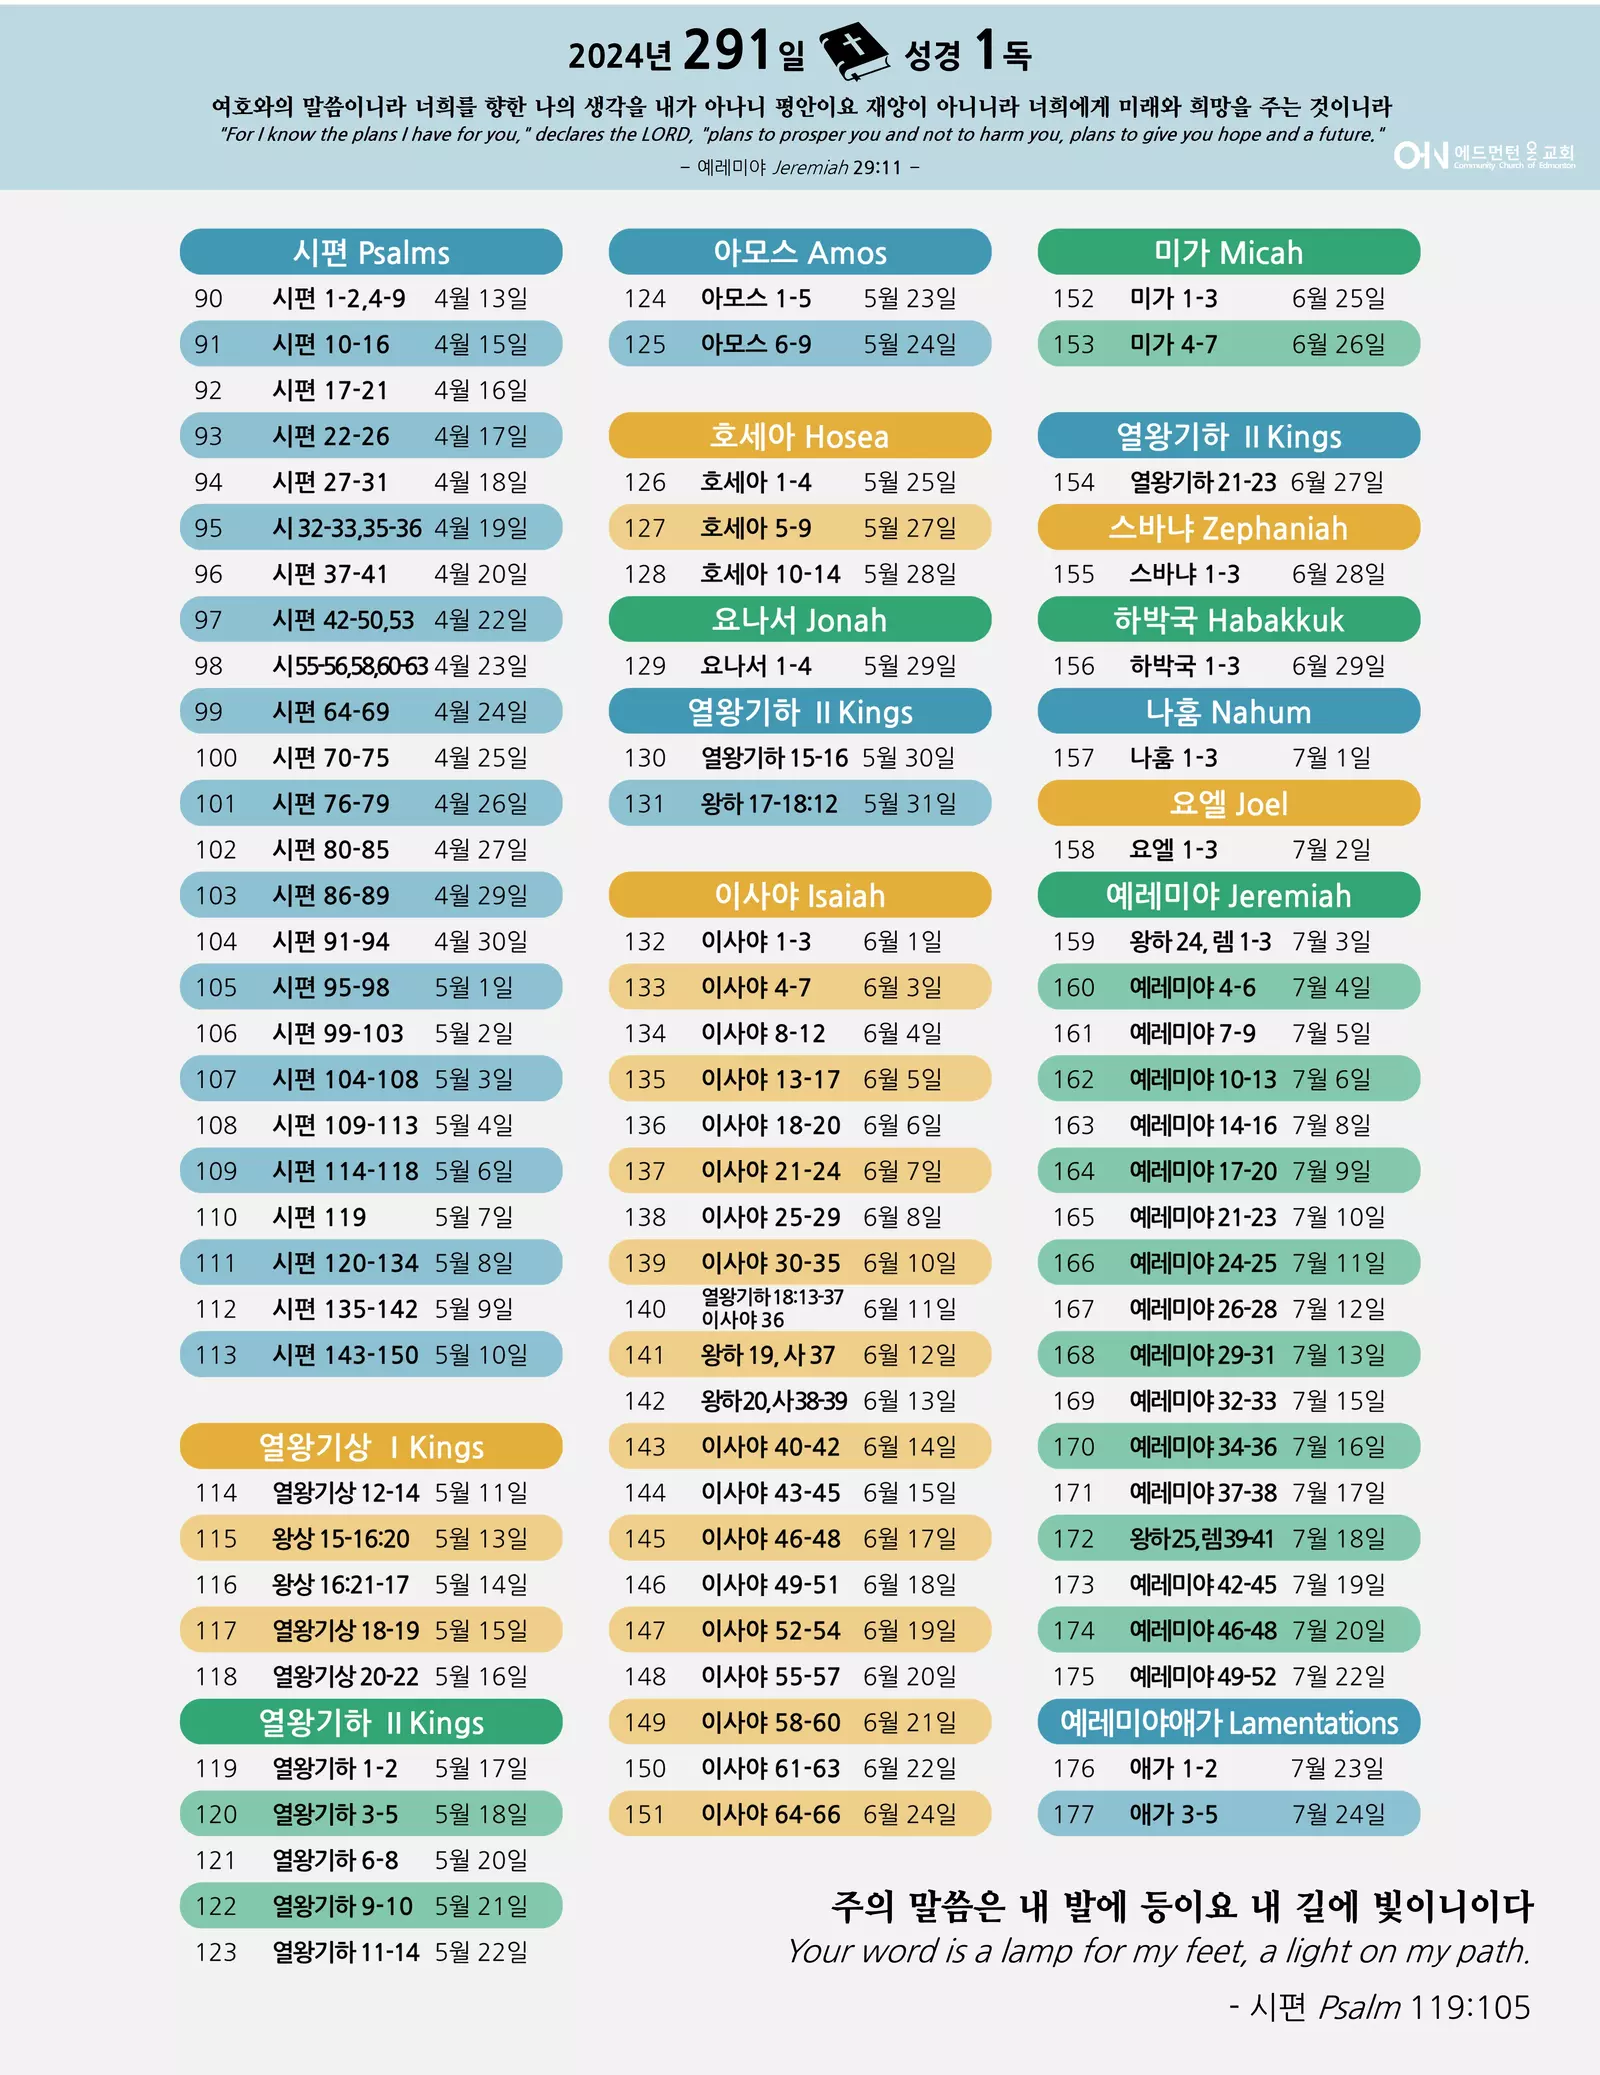 2024년 291일 성경 1독
여호와의 말씀이니라 너희를 향한 나의 생각을 내가 아나니 평안이요 재앙이 아니니라 너희에게 미래와 희망을 주는 것이니라
"For I know the plans I have for you," declares the LORD, "plans to prosper you and not to harm you, plans to give you hope and a future."
– 예레미야 Jeremiah 29:11 –
OHN 에드먼턴 온 교회
Community Church of Edmonton
시편 Psalms
90 시편 1-2,4-9 4월 13일
91 시편 10-16 4월 15일
92 시편 17-21 4월 16일
93 시편 22-26 4월 17일
94 시편 27-31 4월 18일
95 시 32-33,35-36 4월 19일
96 시편 37-41 4월 20일
97 시편 42-50,53 4월 22일
98 시55-56,58,60-63 4월 23일
99 시편 64-69 4월 24일
100 시편 70-75 4월 25일
101 시편 76-79 4월 26일
102 시편 80-85 4월 27일
103 시편 86-89 4월 29일
104 시편 91-94 4월 30일
105 시편 95-98 5월 1일
106 시편 99-103 5월 2일
107 시편 104-108 5월 3일
108 시편 109-113 5월 4일
109 시편 114-118 5월 6일
110 시편 119 5월 7일
111 시편 120-134 5월 8일
112 시편 135-142 5월 9일
113 시편 143-150 5월 10일
열왕기상 I Kings
114 열왕기상 12-14 5월 11일
115 왕상 15-16:20 5월 13일
116 왕상 16:21-17 5월 14일
117 열왕기상 18-19 5월 15일
118 열왕기상 20-22 5월 16일
열왕기하 II Kings
119 열왕기하 1-2 5월 17일
120 열왕기하 3-5 5월 18일
121 열왕기하 6-8 5월 20일
122 열왕기하 9-10 5월 21일
123 열왕기하 11-14 5월 22일
아모스 Amos
124 아모스 1-5 5월 23일
125 아모스 6-9 5월 24일
호세아 Hosea
126 호세아 1-4 5월 25일
127 호세아 5-9 5월 27일
128 호세아 10-14 5월 28일
요나서 Jonah
129 요나서 1-4 5월 29일
열왕기하 II Kings
130 열왕기하 15-16 5월 30일
131 왕하 17-18:12 5월 31일
이사야 Isaiah
132 이사야 1-3 6월 1일
133 이사야 4-7 6월 3일
134 이사야 8-12 6월 4일
135 이사야 13-17 6월 5일
136 이사야 18-20 6월 6일
137 이사야 21-24 6월 7일
138 이사야 25-29 6월 8일
139 이사야 30-35 6월 10일
140 열왕기하 18:13-37 이사야 36 6월 11일
141 왕하 19, 사 37 6월 12일
142 왕하20,사38-39 6월 13일
143 이사야 40-42 6월 14일
144 이사야 43-45 6월 15일
145 이사야 46-48 6월 17일
146 이사야 49-51 6월 18일
147 이사야 52-54 6월 19일
148 이사야 55-57 6월 20일
149 이사야 58-60 6월 21일
150 이사야 61-63 6월 22일
151 이사야 64-66 6월 24일
미가 Micah
152 미가 1-3 6월 25일
153 미가 4-7 6월 26일
열왕기하 II Kings
154 열왕기하 21-23 6월 27일
스바냐 Zephaniah
155 스바냐 1-3 6월 28일
하박국 Habakkuk
156 하박국 1-3 6월 29일
나훔 Nahum
157 나훔 1-3 7월 1일
요엘 Joel
158 요엘 1-3 7월 2일
예레미야 Jeremiah
159 왕하 24, 렘 1-3 7월 3일
160 예레미야 4-6 7월 4일
161 예레미야 7-9 7월 5일
162 예레미야 10-13 7월 6일
163 예레미야 14-16 7월 8일
164 예레미야 17-20 7월 9일
165 예레미야 21-23 7월 10일
166 예레미야 24-25 7월 11일
167 예레미야 26-28 7월 12일
168 예레미야 29-31 7월 13일
169 예레미야 32-33 7월 15일
170 예레미야 34-36 7월 16일
171 예레미야 37-38 7월 17일
172 왕하25,렘39-41 7월 18일
173 예레미야 42-45 7월 19일
174 예레미야 46-48 7월 20일
175 예레미야 49-52 7월 22일
예레미야애가 Lamentations
176 애가 1-2 7월 23일
177 애가 3-5 7월 24일
주의 말씀은 내 발에 등이요 내 길에 빛이니이다
Your word is a lamp for my feet, a light on my path.
- 시편 Psalm 119:105